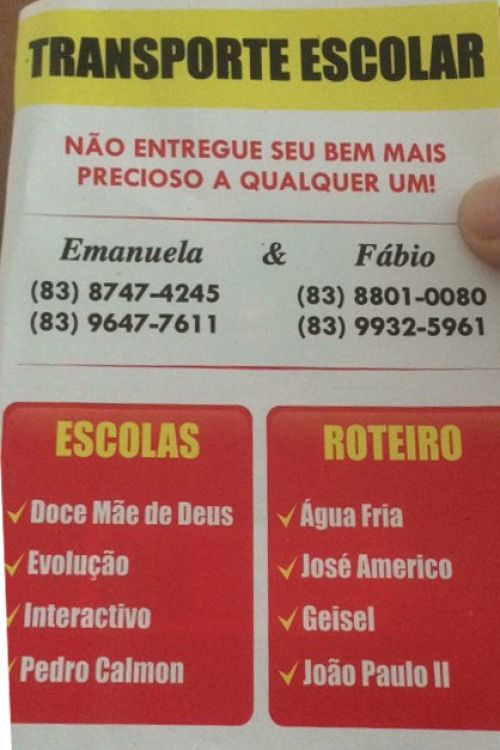 TRANSPORTE ESCOLAR
NÃO ENTREGUE SEU BEM MAIS
PRECIOSO A QUALQUER UM!
Emanuela & Fábio
(83) 8747-4245 (83) 8801-0080
(83) 9647-7611 (83) 9932-5961
ESCOLAS
Doce Mãe de Deus
Evolução
Interactivo
Pedro Calmon
ROTEIRO
Água Fria
José Americo
Geisel
João Paulo II